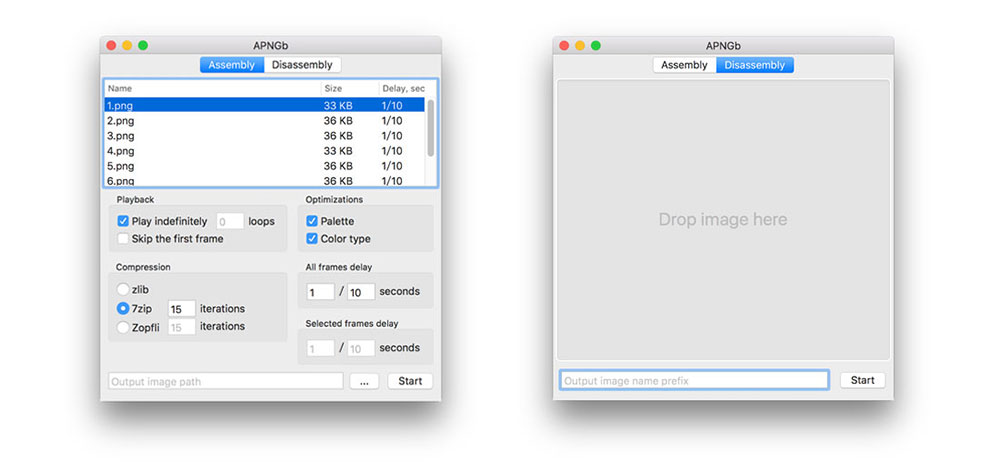 APNGb
Assembly Disassembly
Name Size Delay, sec
1.png 33 KB 1/10
2.png 36 KB 1/10
3.png 36 KB 1/10
4.png 33 KB 1/10
5.png 36 KB 1/10
6.png 36 KB 1/10
Playback
Play indefinitely 0 loops
Skip the first frame
Optimizations
Palette
Color type
Compression
zlib
7zip 15 iterations
Zopfli 15 iterations
All frames delay
1 / 10 seconds
Selected frames delay
1 / 10 seconds
Output image path ... Start
APNGb
Assembly Disassembly
Drop image here
Output image name prefix Start